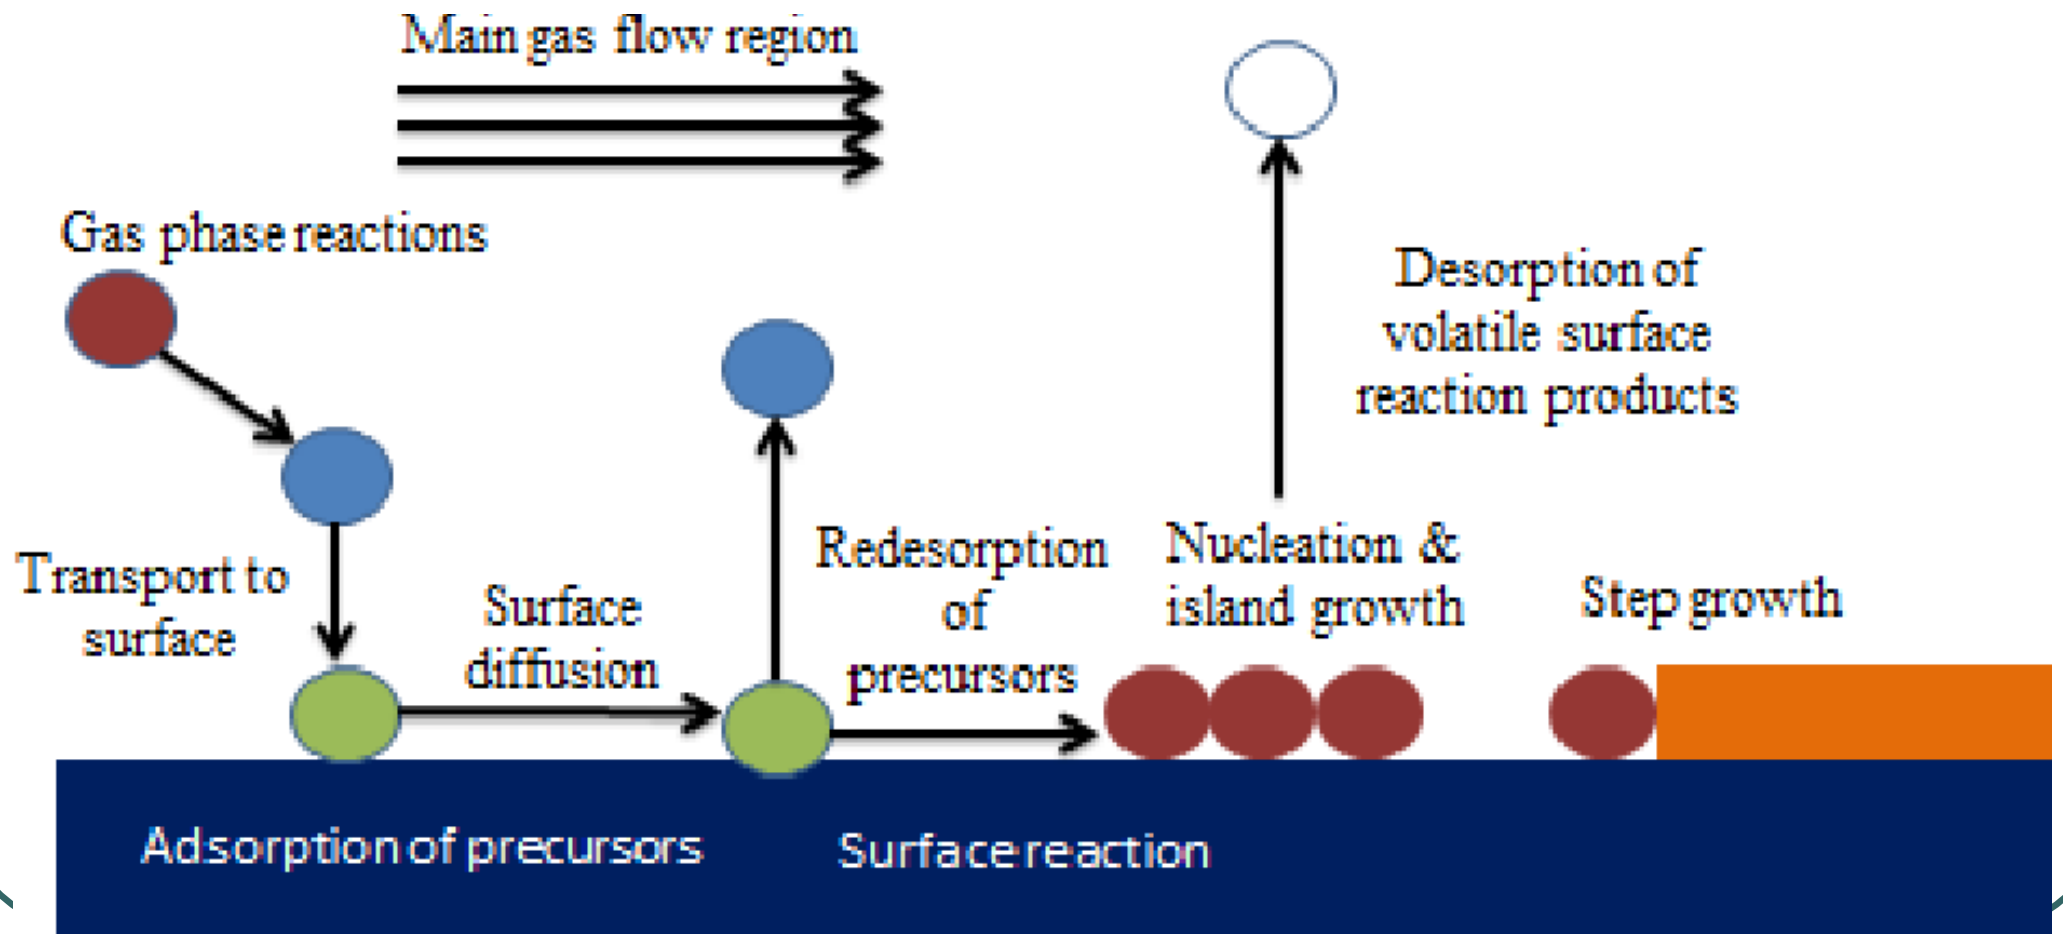 Main gas flow region
Gas phase reactions
Desorption of
volatile surface
reaction products
Transport to
surface
Surface
diffusion
Redesorption
of
precursors
Nucleation &
island growth
Step growth
Adsorption of precursors
Surface reaction